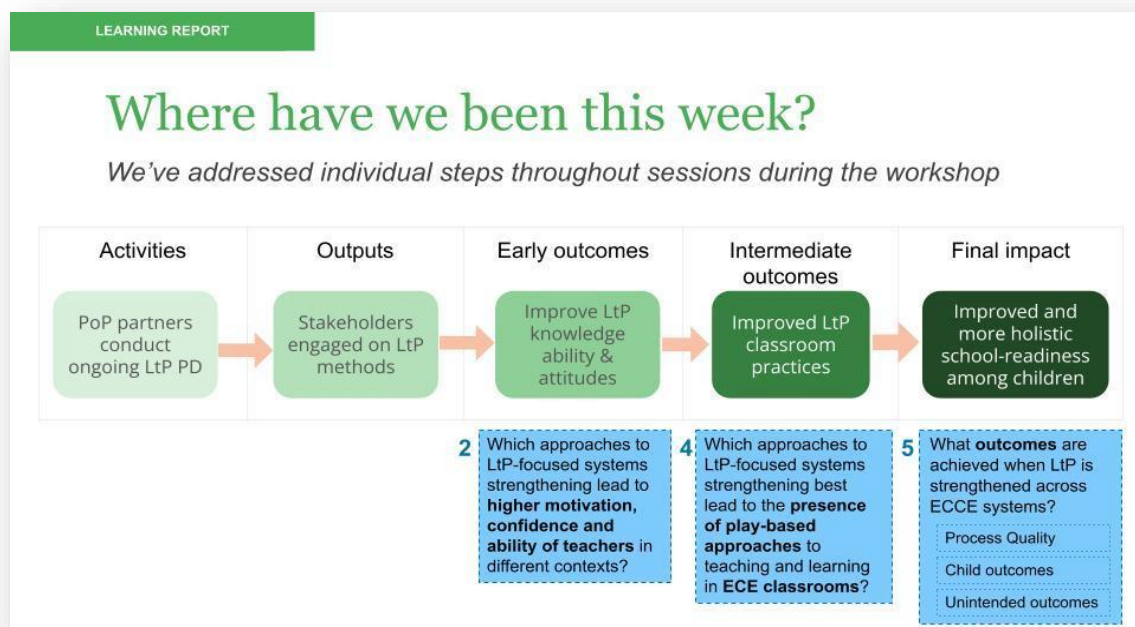 LEARNING REPORT
Where have we been this week?
We've addressed individual steps throughout sessions during the workshop
Activities
Outputs
Early outcomes
Intermediate
outcomes
Final impact
PoP partners
conduct
ongoing LtP PD
Stakeholders
engaged on LtP
methods
Improve LtP
knowledge
ability &
attitudes
Improved LtP
classroom
practices
Improved and
more holistic
school-readiness
among children
2
Which approaches to
LtP-focused systems
strengthening lead to
higher motivation,
confidence and
ability of teachers in
different contexts?
4
Which approaches to
LtP-focused systems
strengthening best
lead to the presence
of play-based
approaches to
teaching and learning
in ECE classrooms?
5
What outcomes are
achieved when LtP is
strengthened across
ECCE systems?
Process Quality
Child outcomes
Unintended outcomes